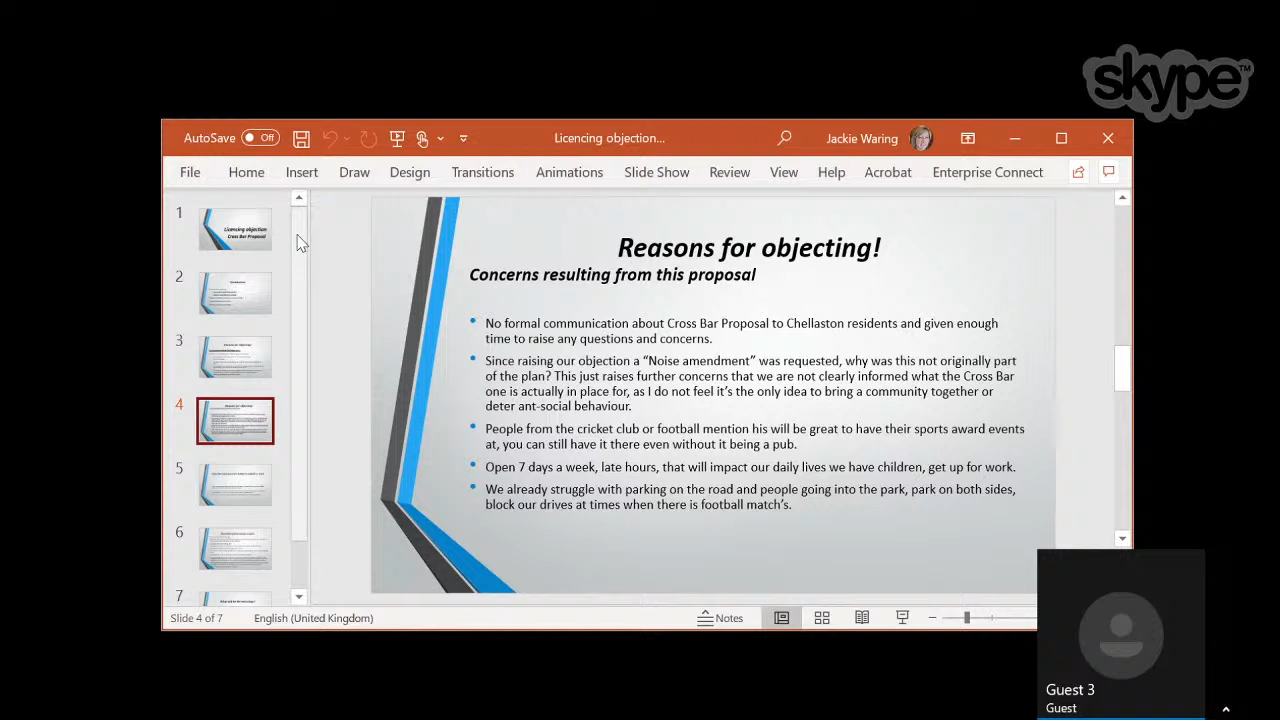 skype™
AutoSave Off Licencing objection... Jackie Waring
File Home Insert Draw Design Transitions Animations Slide Show Review View Help Acrobat Enterprise Connect
1
Licencing objection
Cross Bar Proposal
2
3
4
5
6
7
Reasons for objecting!
Concerns resulting from this proposal
• No formal communication about Cross Bar Proposal to Chellaston residents and given enough
time to raise any questions and concerns.
• Since raising our objection a “Noise amendment” was requested, why was this not originally part
on the plan? This just raises further concerns that we are not clearly informed what the Cross Bar
one is actually in place for, as I do not feel it’s the only idea to bring a community together or
deter ant-social behaviour.
• People from the cricket club or football mention his will be great to have their sports award events
at, you can still have it there even without it being a pub.
• Open 7 days a week, late hours, that will impact our daily lives we have children, get up for work.
• We already struggle with parking on the road and people going into the park, park on both sides,
block our drives at times when there is football match’s.
Slide 4 of 7 English (United Kingdom) Notes
Guest 3
Guest